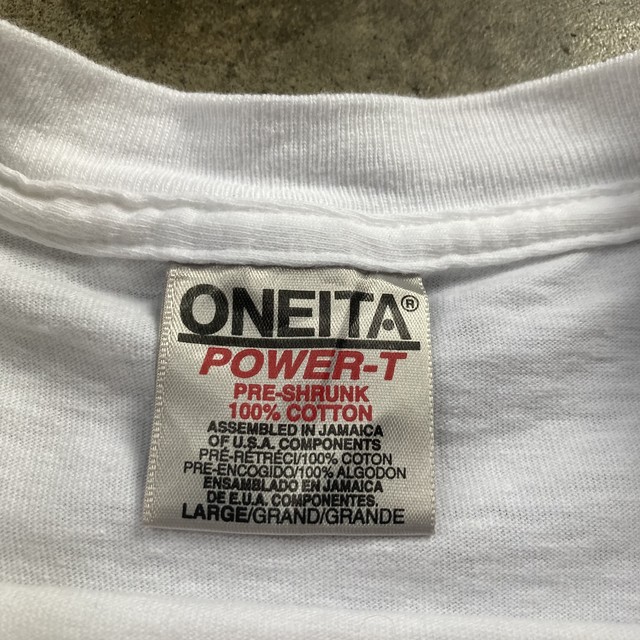 ONEITA®
POWER-T
PRE-SHRUNK
100% COTTON
ASSEMBLED IN JAMAICA
OF U.S.A. COMPONENTS
PRÉ-RÉTRÉCI/100% COTON
PRE-ENCOGIDO/100% ALGODON
ENSAMBLADO EN JAMAICA
DE E.U.A. COMPONENTES.
LARGE/GRAND/GRANDE